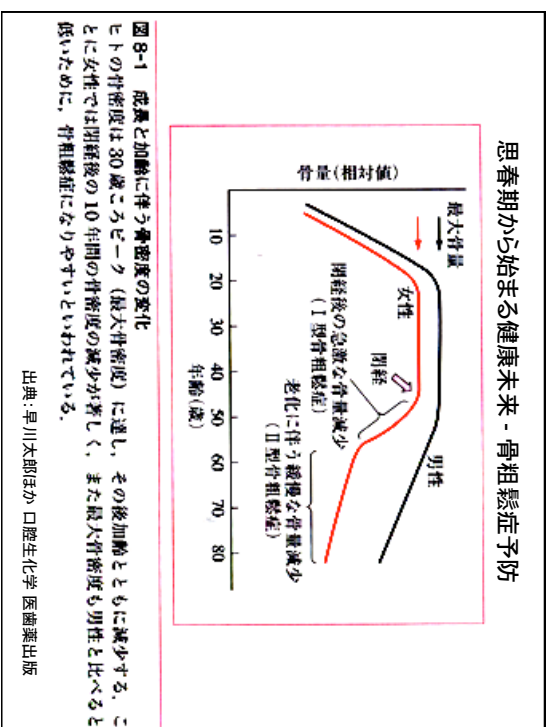 思春期から始まる健康未来 - 骨粗鬆症予防
骨量(相対値)
最大骨量
女性
男性
閉経
閉経後の急激な骨量減少
(Ⅰ型骨粗鬆症)
老化に伴う緩慢な骨量減少
(Ⅱ型骨粗鬆症)
10 20 30 40 50 60 70 80
年齢(歳)
図 8-1 成長と加齢に伴う骨密度の変化
ヒトの骨密度は 30 歳ころピーク(最大骨密度)に達し,その後加齢とともに減少する.こ
とに女性では閉経後の 10 年間の骨密度の減少が著しく,また最大骨密度も男性と比べると
低いために,骨粗鬆症になりやすいといわれている.
出典:早川太郎ほか 口腔生化学 医歯薬出版